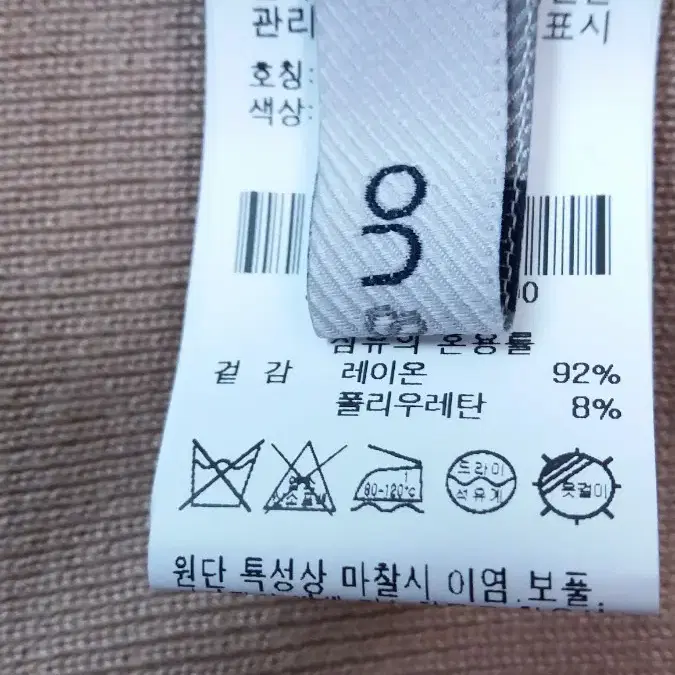 관리
표시
호칭:
색상:
0
섬유의 혼용률
겉 감 레이온 92%
폴리우레탄 8%
80-120℃
드라이
석유계
옷걸이
원단 특성상 마찰시 이염, 보풀